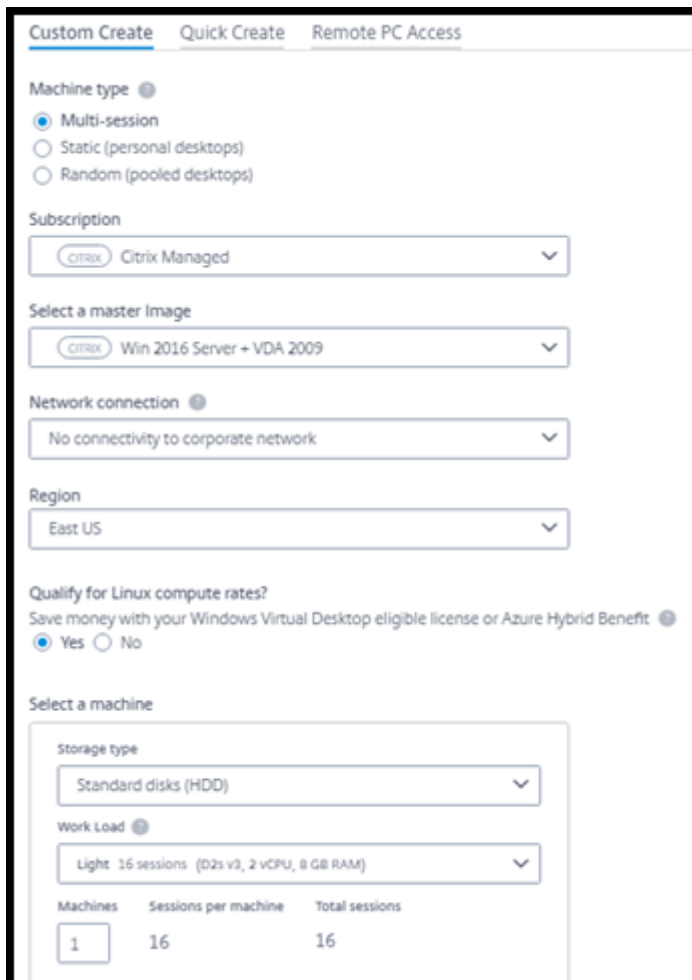 Custom Create Quick Create Remote PC Access
Machine type ?
Multi-session
Static (personal desktops)
Random (pooled desktops)
Subscription
CITRIX Citrix Managed
Select a master Image
CITRIX Win 2016 Server + VDA 2009
Network connection ?
No connectivity to corporate network
Region
East US
Qualify for Linux compute rates?
Save money with your Windows Virtual Desktop eligible license or Azure Hybrid Benefit ?
Yes No
Select a machine
Storage type
Standard disks (HDD)
Work Load ?
Light 16 sessions (D2s v3, 2 vCPU, 8 GB RAM)
Machines Sessions per machine Total sessions
1 16 16